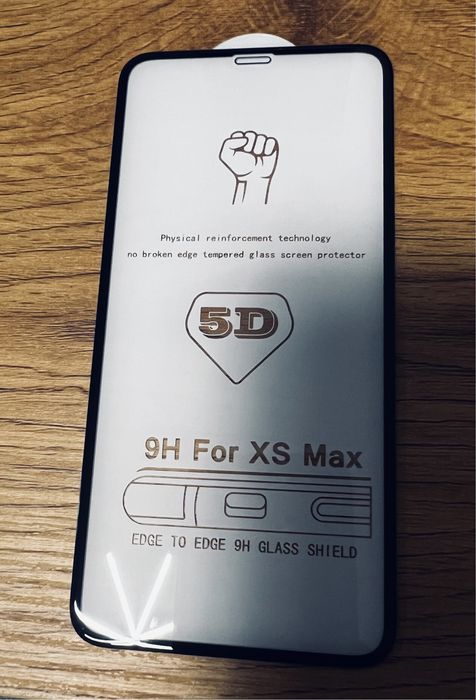 Physical reinforcement technology
no broken edge tempered glass screen protector
5D
9H For XS Max
EDGE TO EDGE 9H GLASS SHIELD